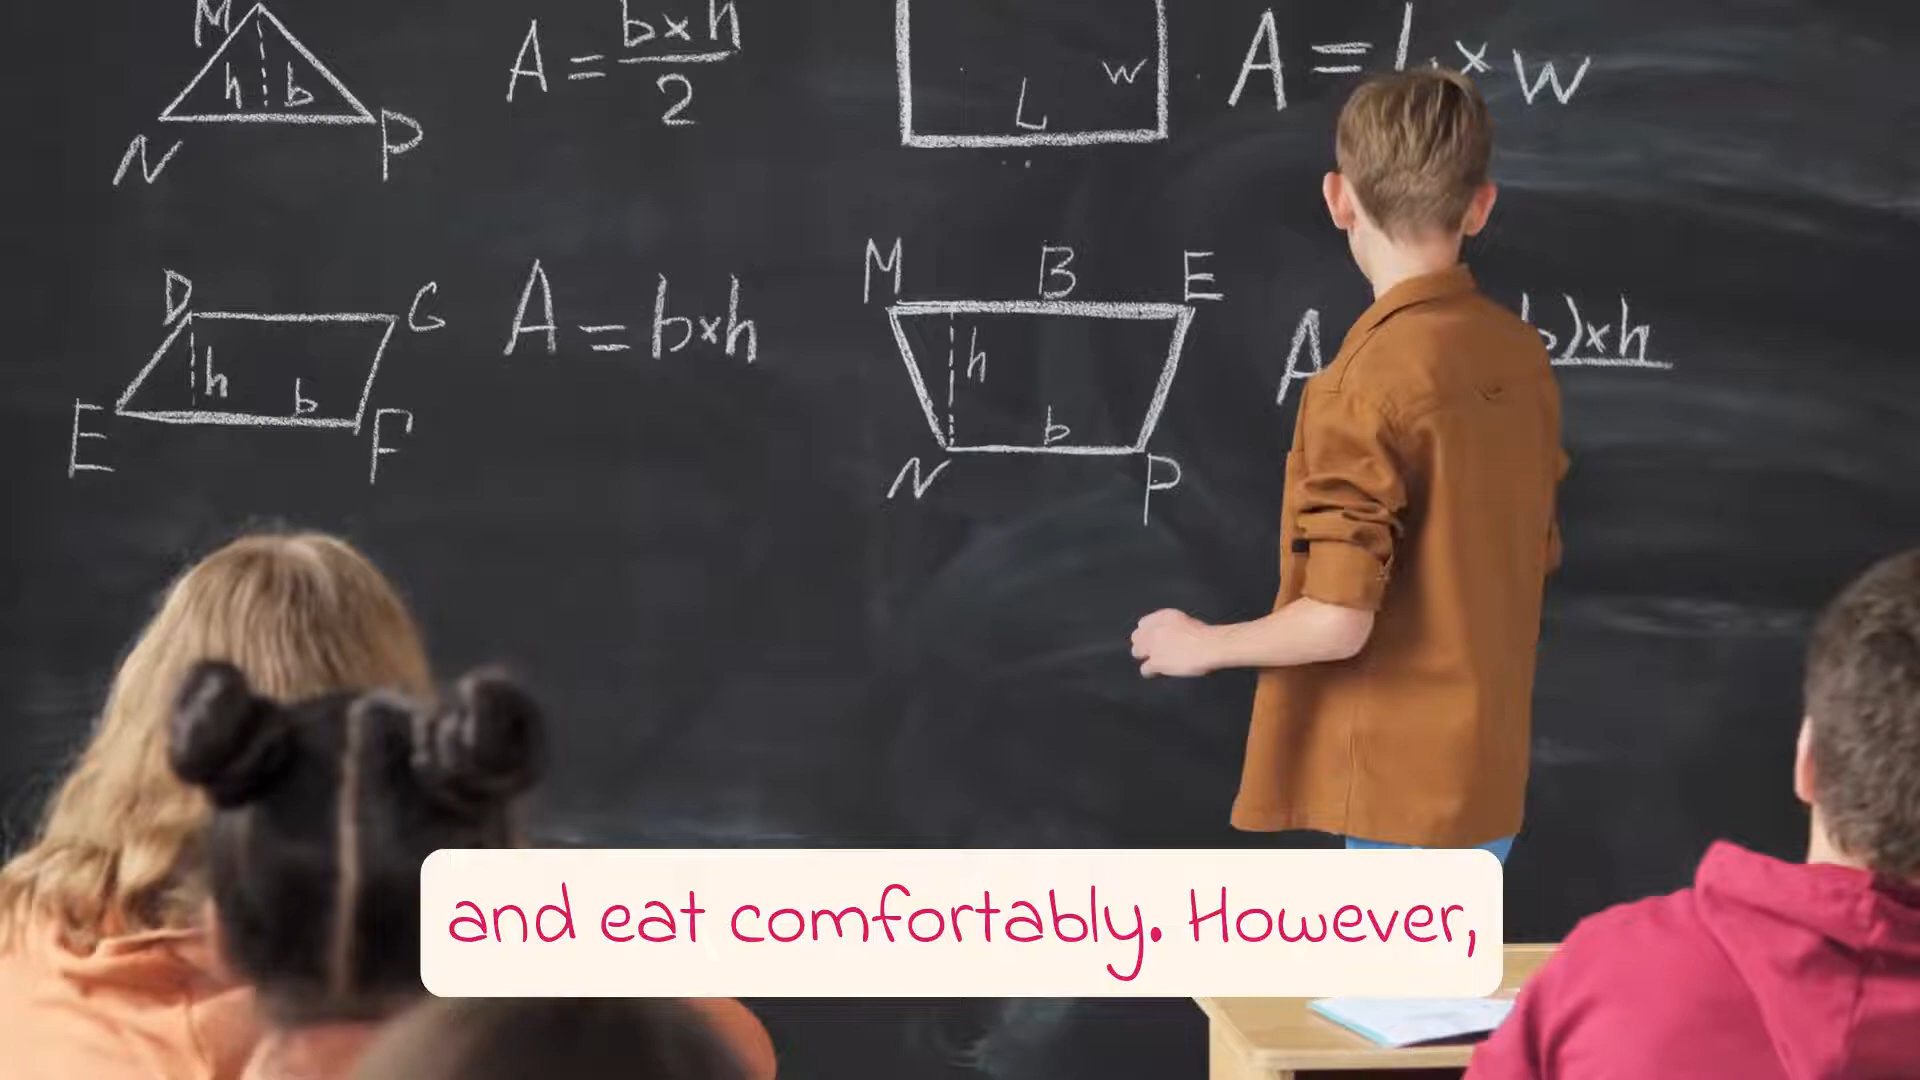 M
h b
N P
A = b x h
2
L w
A = L x w
D G
h b
E F
A = b x h
M B E
h
b
N P
A b) x h
and eat comfortably. However,